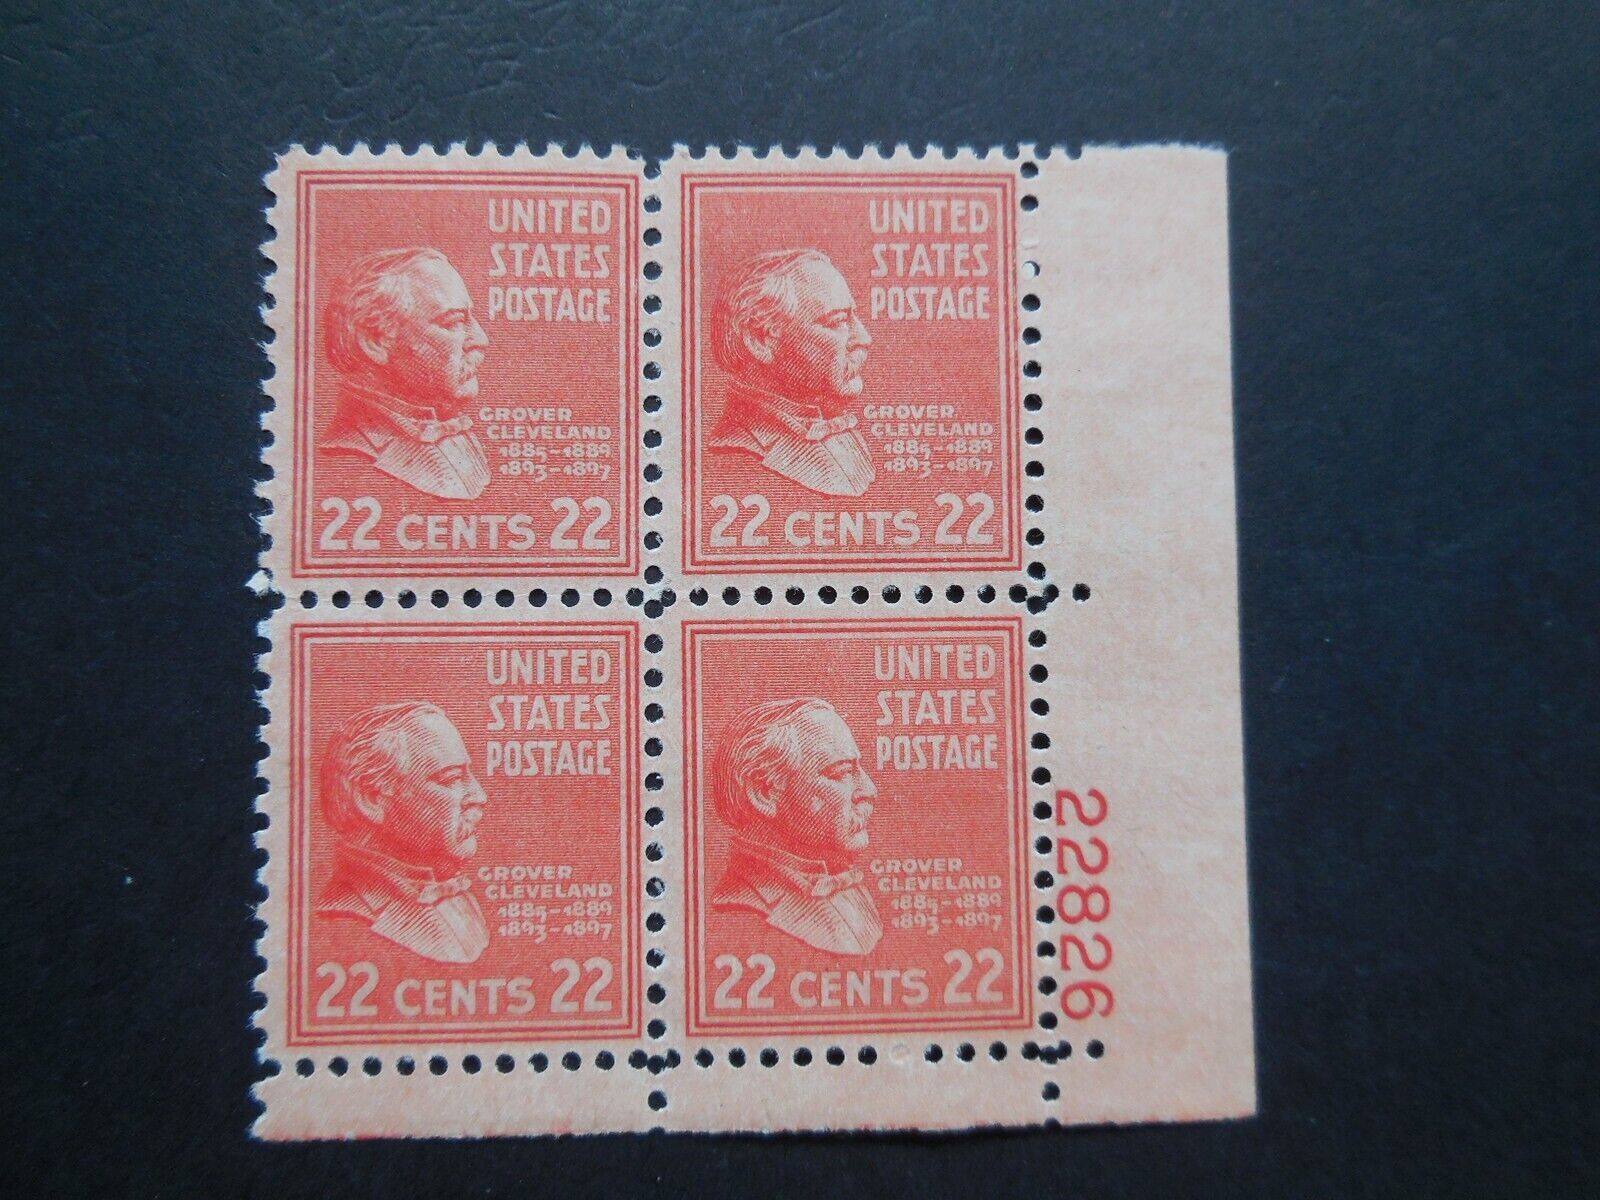 UNITED
STATES
POSTAGE
GROVER
CLEVELAND
1885-1889
1893-1897
22 CENTS 22
UNITED
STATES
POSTAGE
GROVER
CLEVELAND
1885-1889
1893-1897
22 CENTS 22
UNITED
STATES
POSTAGE
GROVER
CLEVELAND
1885-1889
1893-1897
22 CENTS 22
UNITED
STATES
POSTAGE
GROVER
CLEVELAND
1885-1889
1893-1897
22 CENTS 22
22826